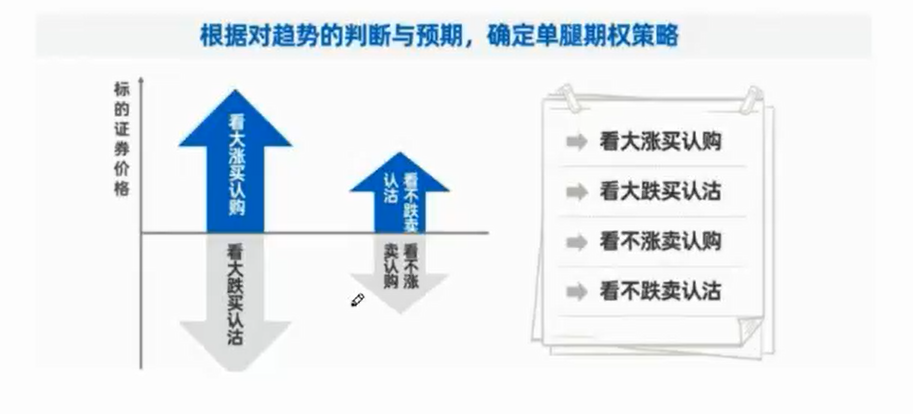 根据对趋势的判断与预期，确定单腿期权策略
标的证券价格
看大涨买认购
看大跌买认沽
看不跌卖
认沽
看不涨
卖认购
看大涨买认购
看大跌买认沽
看不涨卖认购
看不跌卖认沽